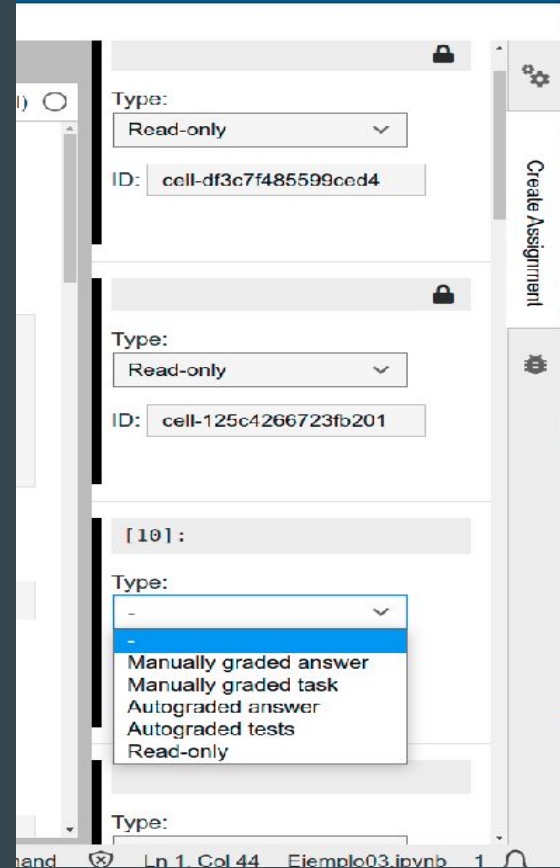 l)
Type:
Read-only
ID: cell-df3c7f485599ced4
Create Assignment
Type:
Read-only
ID: cell-125c4266723fb201
[10]:
Type:
-
-
Manually graded answer
Manually graded task
Autograded answer
Autograded tests
Read-only
Type:
mand Ln 1, Col 44 Ejemplo03.ipynb 1